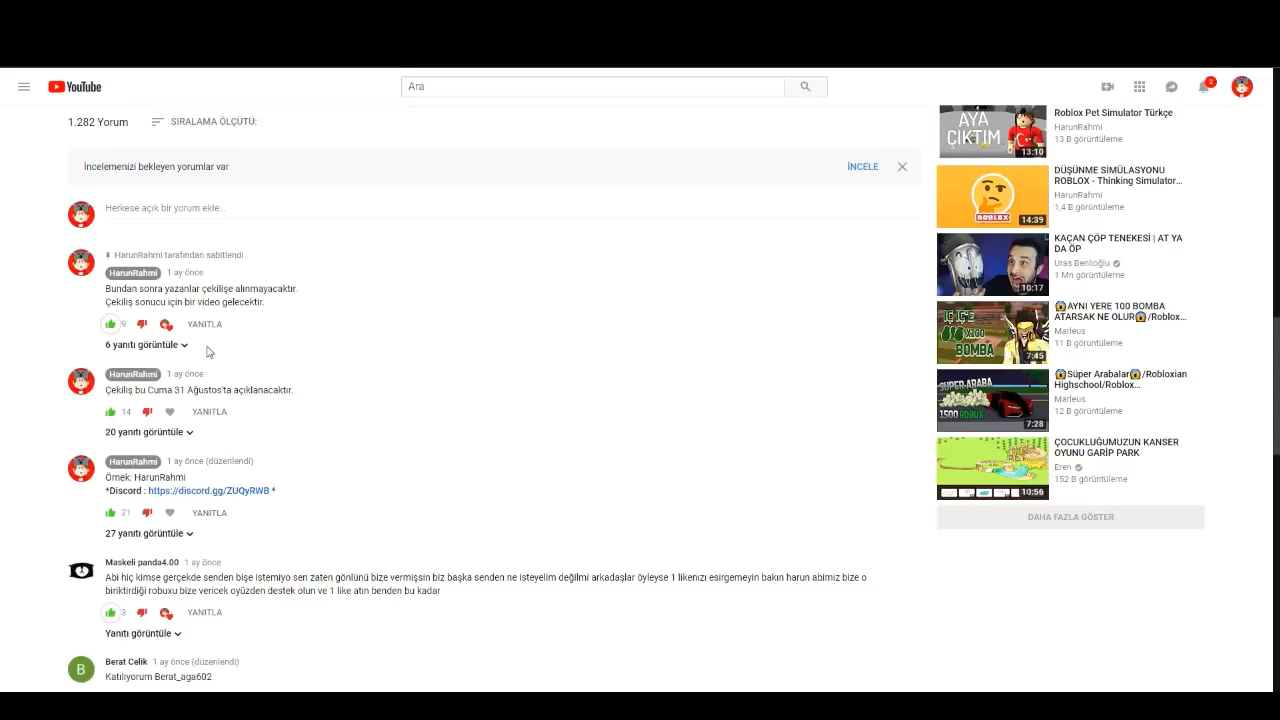 YouTube
Ara
2
1.282 Yorum
SIRALAMA ÖLÇÜTÜ:
İncelemenizi bekleyen yorumlar var
İNCELE
Herkese açık bir yorum ekle...
HarunRahmi tarafından sabitlendi
HarunRahmi 1 ay önce
Bundan sonra yazanlar çekilişe alınmayacaktır.
Çekiliş sonucu için bir video gelecektir.
9 YANITLA
6 yanıtı görüntüle
HarunRahmi 1 ay önce
Çekiliş bu Cuma 31 Ağustos'ta açıklanacaktır.
14 YANITLA
20 yanıtı görüntüle
HarunRahmi 1 ay önce (düzenlendi)
Örnek: HarunRahmi
*Discord : https://discord.gg/ZUQyRWB *
21 YANITLA
27 yanıtı görüntüle
Maskeli panda4.00 1 ay önce
Abi hiç kimse gerçekde senden bişe istemiyo sen zaten gönlünü bize vermişsin biz başka senden ne isteyelim değilmi arkadaşlar öyleyse 1 likenızı esirgemeyin bakın harun abimiz bize o
biriktirdiği robuxu bize vericek oyüzden destek olun ve 1 like atın benden bu kadar
3 YANITLA
Yanıtı görüntüle
B
Berat Celik 1 ay önce (düzenlendi)
Katılıyorum Berat_aga602
AYA
ÇIKTIM
13:10
Roblox Pet Simulator Türkçe
HarunRahmi
13 B görüntüleme
ROBLOX
14:39
DÜŞÜNME SİMÜLASYONU
ROBLOX - Thinking Simulator...
HarunRahmi
1,4 B görüntüleme
10:17
KAÇAN ÇÖP TENEKESİ | AT YA
DA ÖP
Uras Benlioğlu
1 Mn görüntüleme
İÇ İÇE
X100
BOMBA
7:45
AYNI YERE 100 BOMBA
ATARSAK NE OLUR /Roblox...
Marleus
11 B görüntüleme
SUPER ARABA
1500 ROBUX
7:28
Süper Arabalar /Robloxian
Highschool/Roblox...
Marleus
12 B görüntüleme
10:56
ÇOCUKLUĞUMUZUN KANSER
OYUNU GARİP PARK
Eren
152 B görüntüleme
DAHA FAZLA GÖSTER